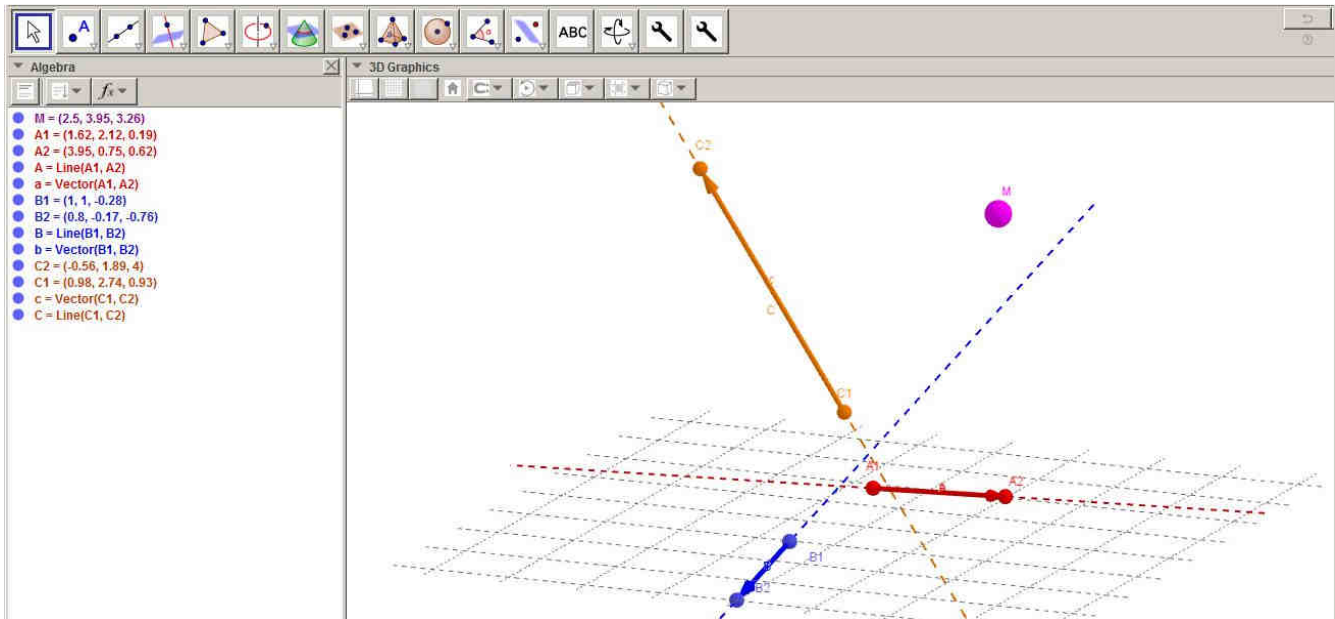 A
ABC
Algebra
3D Graphics
fx
M = (2.5, 3.95, 3.26)
A1 = (1.62, 2.12, 0.19)
A2 = (3.95, 0.75, 0.62)
A = Line(A1, A2)
a = Vector(A1, A2)
B1 = (1, 1, -0.28)
B2 = (0.8, -0.17, -0.76)
B = Line(B1, B2)
b = Vector(B1, B2)
C2 = (-0.56, 1.89, 4)
C1 = (0.98, 2.74, 0.93)
c = Vector(C1, C2)
C = Line(C1, C2)
C2
M
C
C1
A1
A2
B1
B2